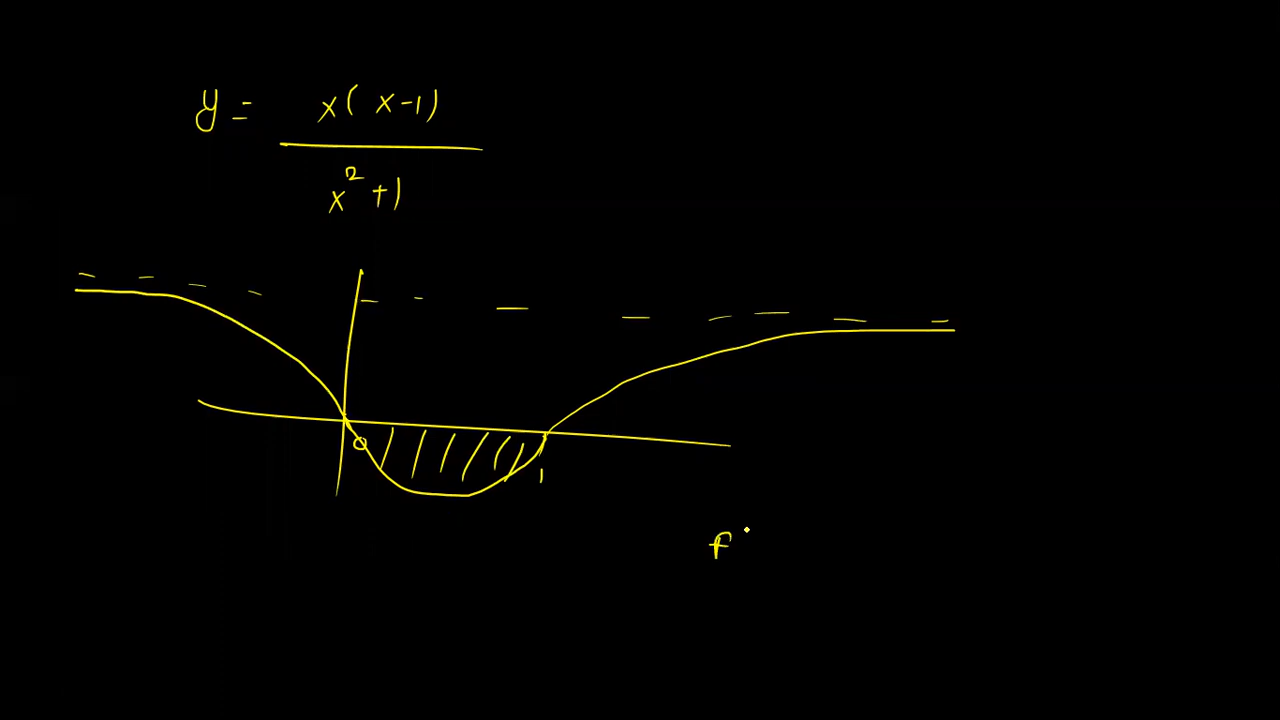 y = x(x-1)
x² + 1
0
1
f